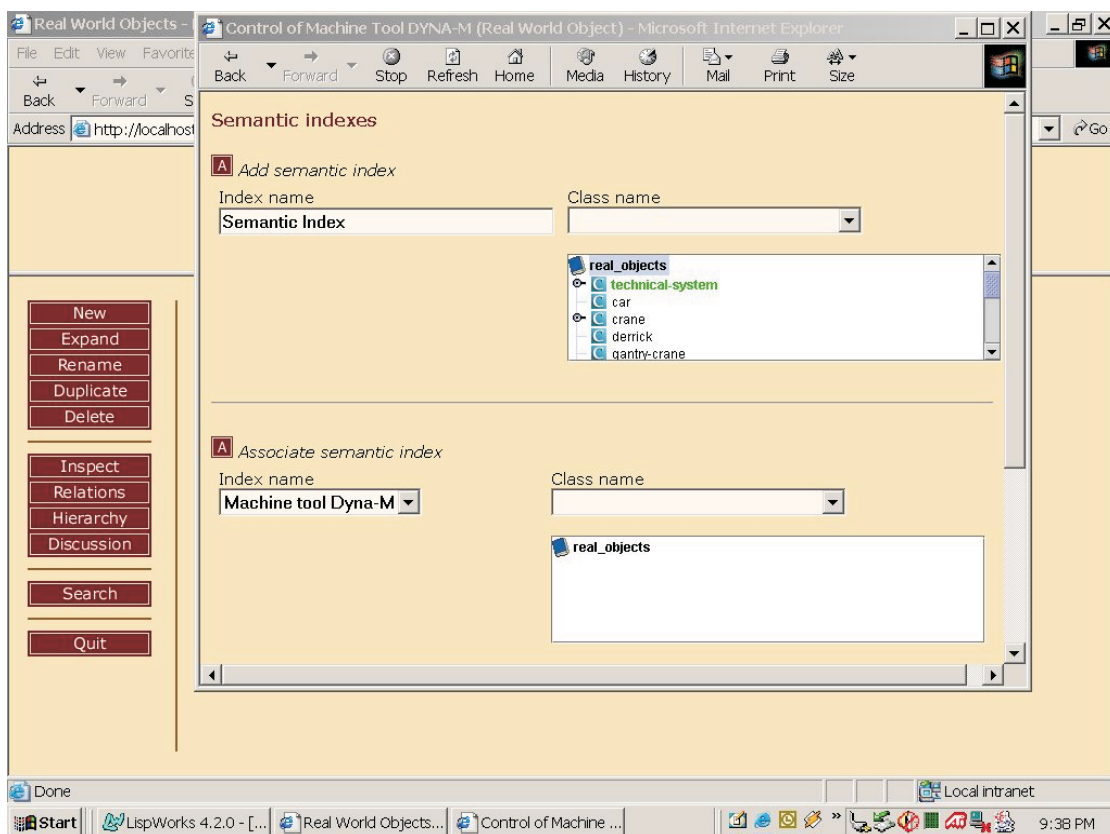 Real World Objects -
Control of Machine Tool DYNA-M (Real World Object) - Microsoft Internet Explorer
File Edit View Favorite
Back Forward S
Back Forward Stop Refresh Home Media History Mail Print Size
Address http://localhost
Go
Semantic indexes
A Add semantic index
Index name Class name
Semantic Index
real_objects
technical-system
car
crane
derrick
gantry-crane
New
Expand
Rename
Duplicate
Delete
Inspect
Relations
Hierarchy
Discussion
Search
Quit
A Associate semantic index
Index name Class name
Machine tool Dyna-M
real_objects
Done Local intranet
Start LispWorks 4.2.0 - [... Real World Objects... Control of Machine ... 9:38 PM